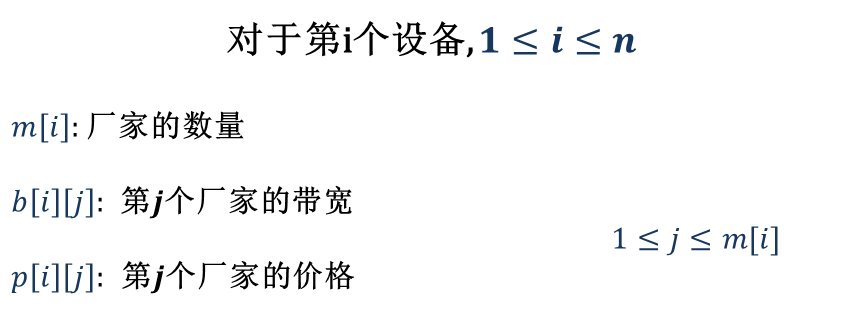 对于第i个设备,1 ≤ i ≤ n
m[i]: 厂家的数量
b[i][j]: 第j个厂家的带宽
1 ≤ j ≤ m[i]
p[i][j]: 第j个厂家的价格